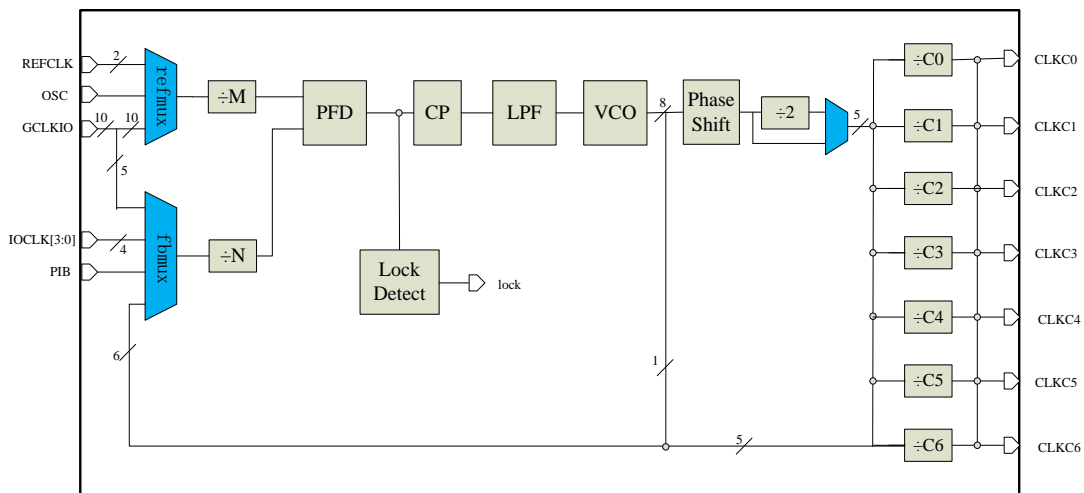 REFCLK
OSC
GCLKIO
IOCLK[3:0]
PIB
2
10
10
5
4
6
refmux
fbmux
÷M
÷N
PFD
CP
LPF
VCO
8
Phase
Shift
÷2
5
Lock
Detect
lock
1
5
÷C0
÷C1
÷C2
÷C3
÷C4
÷C5
÷C6
CLKC0
CLKC1
CLKC2
CLKC3
CLKC4
CLKC5
CLKC6